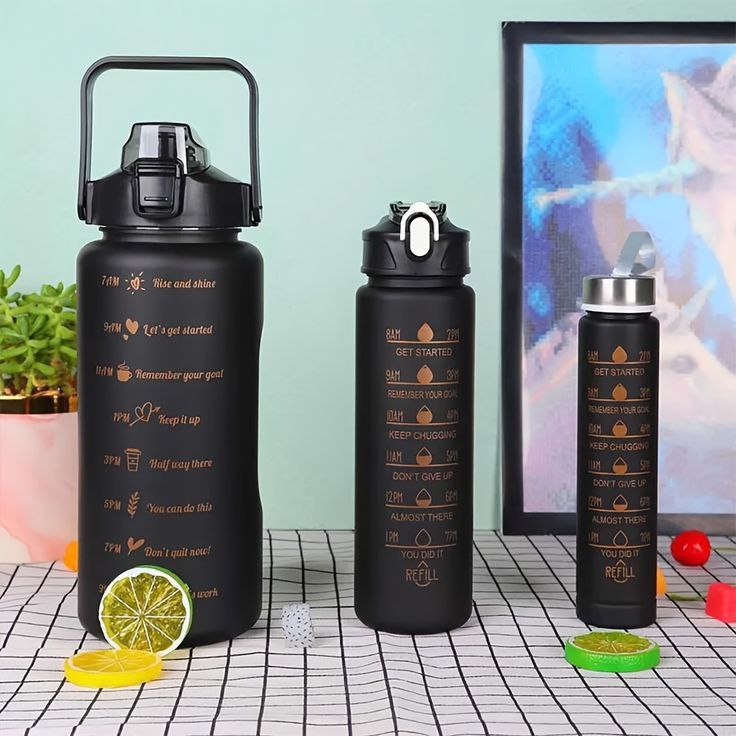 7AM Rise and shine
9AM Let's get started
11AM Remember your goal
1PM Keep it up
3PM Half way there
5PM You can do this
7PM Don't quit now!
work
8AM 2PM
GET STARTED
9AM 3PM
REMEMBER YOUR GOAL
10AM 4PM
KEEP CHUGGING
11AM 5PM
DON'T GIVE UP
12PM 6PM
ALMOST THERE
1PM 7PM
YOU DID IT
REFILL
8AM 2PM
GET STARTED
9AM 3PM
REMEMBER YOUR GOAL
10AM 4PM
KEEP CHUGGING
11AM 5PM
DON'T GIVE UP
12PM 6PM
ALMOST THERE
1PM 7PM
YOU DID IT
REFILL